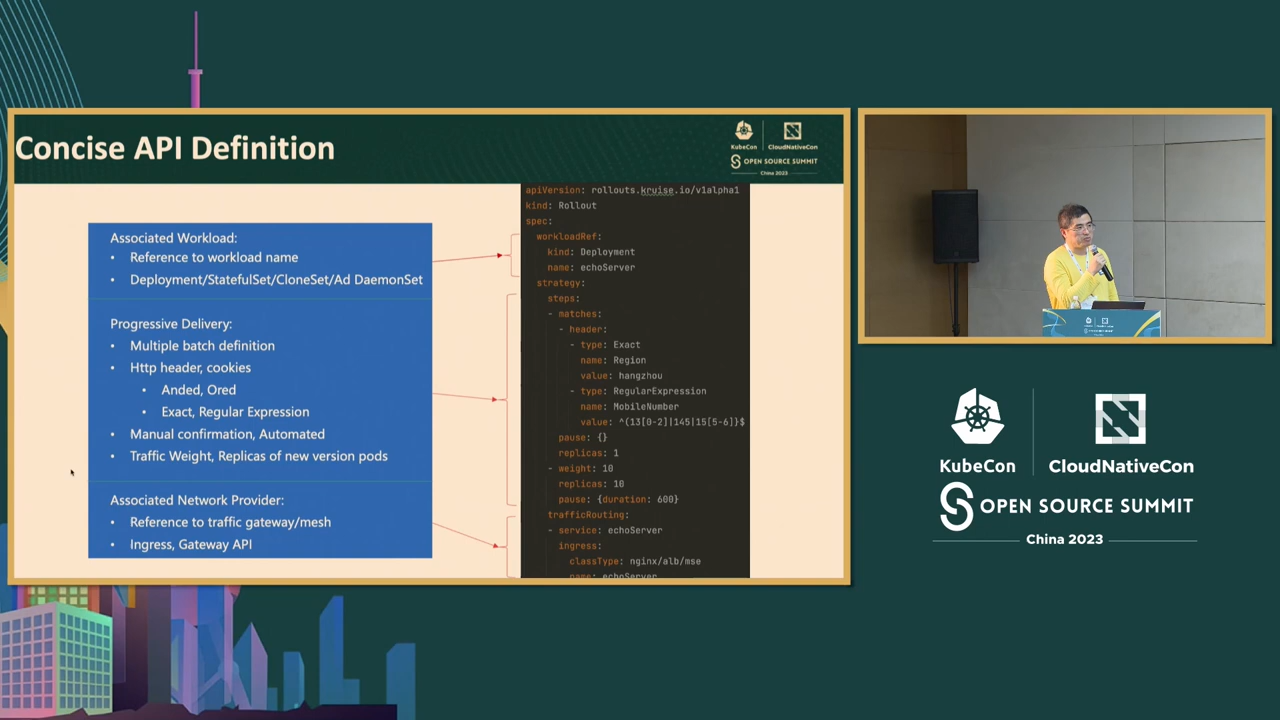 Concise API Definition
KubeCon
CloudNativeCon
OPEN SOURCE SUMMIT
China 2023
Associated Workload:
• Reference to workload name
• Deployment/StatefulSet/CloneSet/Ad DaemonSet
Progressive Delivery:
• Multiple batch definition
• Http header, cookies
• Anded, Ored
• Exact, Regular Expression
• Manual confirmation, Automated
• Traffic Weight, Replicas of new version pods
Associated Network Provider:
• Reference to traffic gateway/mesh
• Ingress, Gateway API
apiVersion: rollouts.kruise.io/v1alpha1
kind: Rollout
spec:
workloadRef:
kind: Deployment
name: echoServer
strategy:
steps:
- matches:
- header:
- type: Exact
name: Region
value: hangzhou
- type: RegularExpression
name: MobileNumber
value: ^(13[0-2]|145|15[5-6]}$
pause: {}
replicas: 1
- weight: 10
replicas: 10
pause: {duration: 600}
trafficRouting:
- service: echoServer
ingress:
classType: nginx/alb/mse
name: echoServer
KubeCon
CloudNativeCon
OPEN SOURCE SUMMIT
China 2023